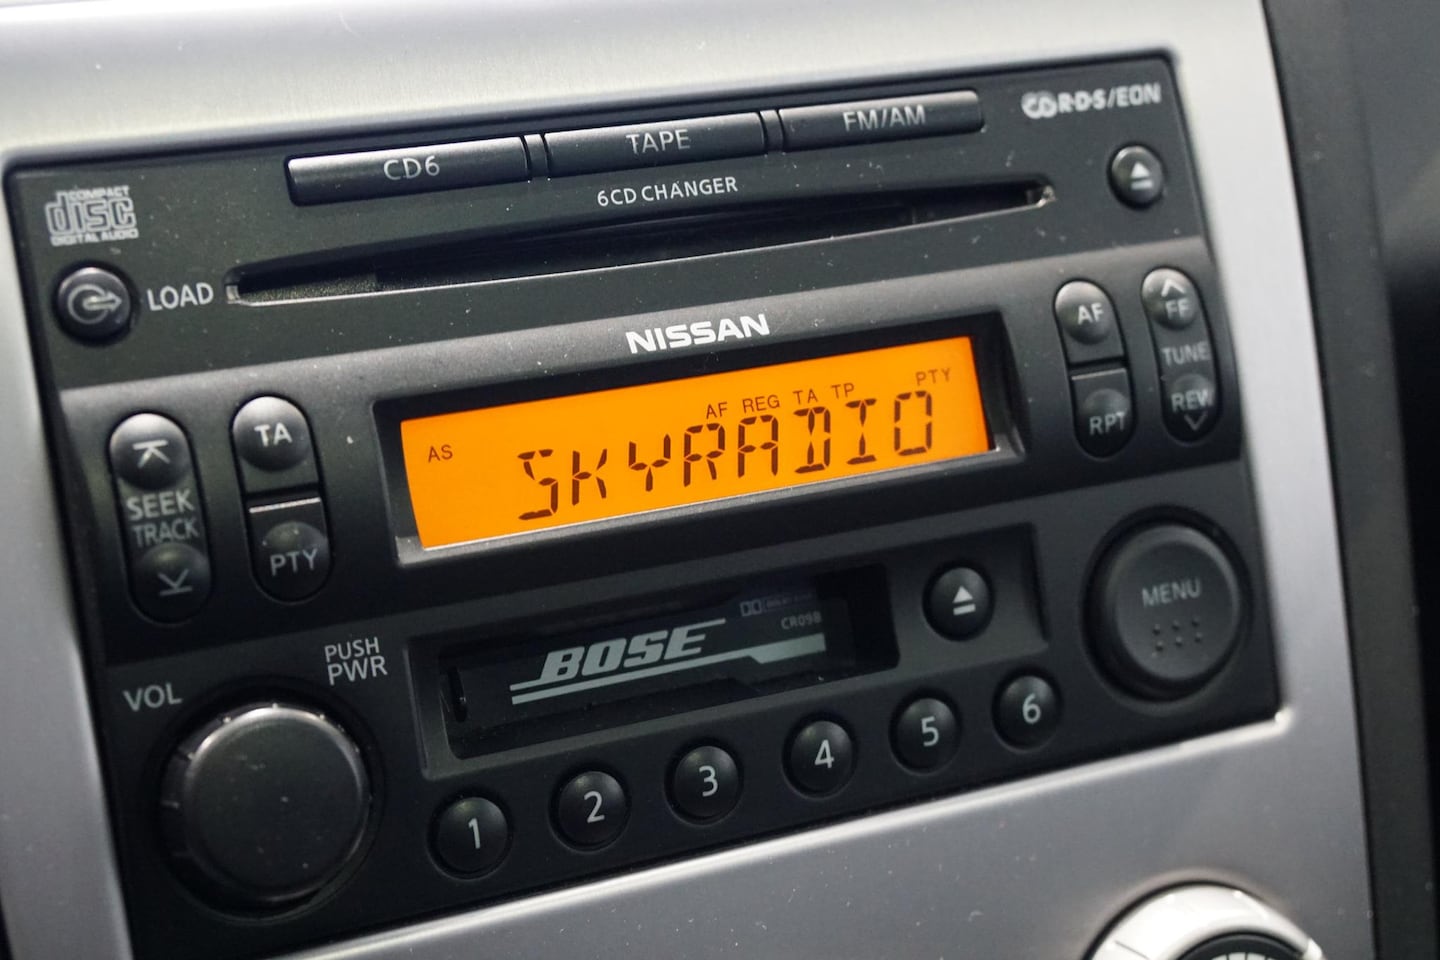 CD6
TAPE
FM/AM
RDS/EON
COMPACT
disc
DIGITAL AUDIO
6CD CHANGER
LOAD
NISSAN
AF
FF
TUNE
REW
RPT
TA
SEEK
TRACK
PTY
AS
AF REG TA TP PTY
SKYRADIO
PUSH
PWR
VOL
BOSE
CR098
MENU
1 2 3 4 5 6